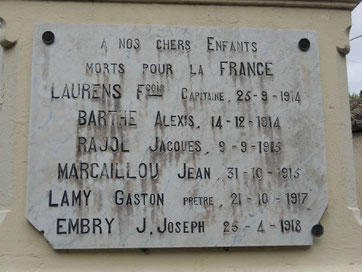 A NOS CHERS ENFANTS
MORTS POUR LA FRANCE
LAURENS Fçois CAPITAINE, 25-9-1914
BARTHE ALEXIS, 14-12-1914
RAJOL JACQUES, 9-9-1915
MARCAILLOU JEAN, 31-10-1915
LAMY GASTON PRETRE, 21-10-1917
EMBRY J. JOSEPH 25-4-1918